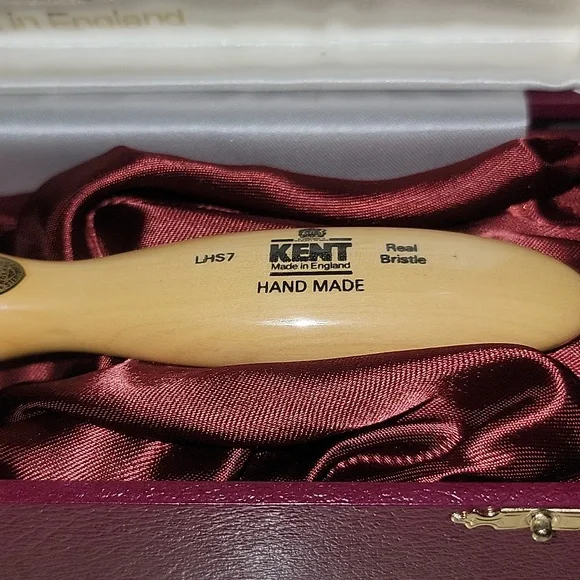 in England
LHS7
KENT
Made in England
HAND MADE
Real
Bristle